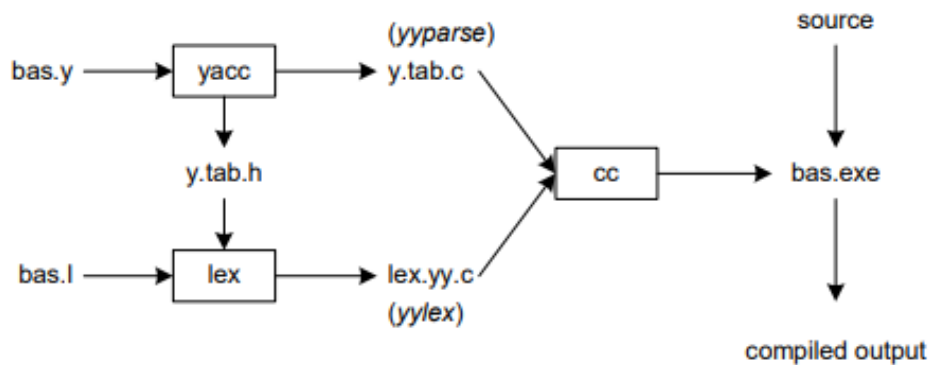 (yyparse)
source
bas.y
yacc
y.tab.c
y.tab.h
cc
bas.exe
bas.l
lex
lex.yy.c
(yylex)
compiled output